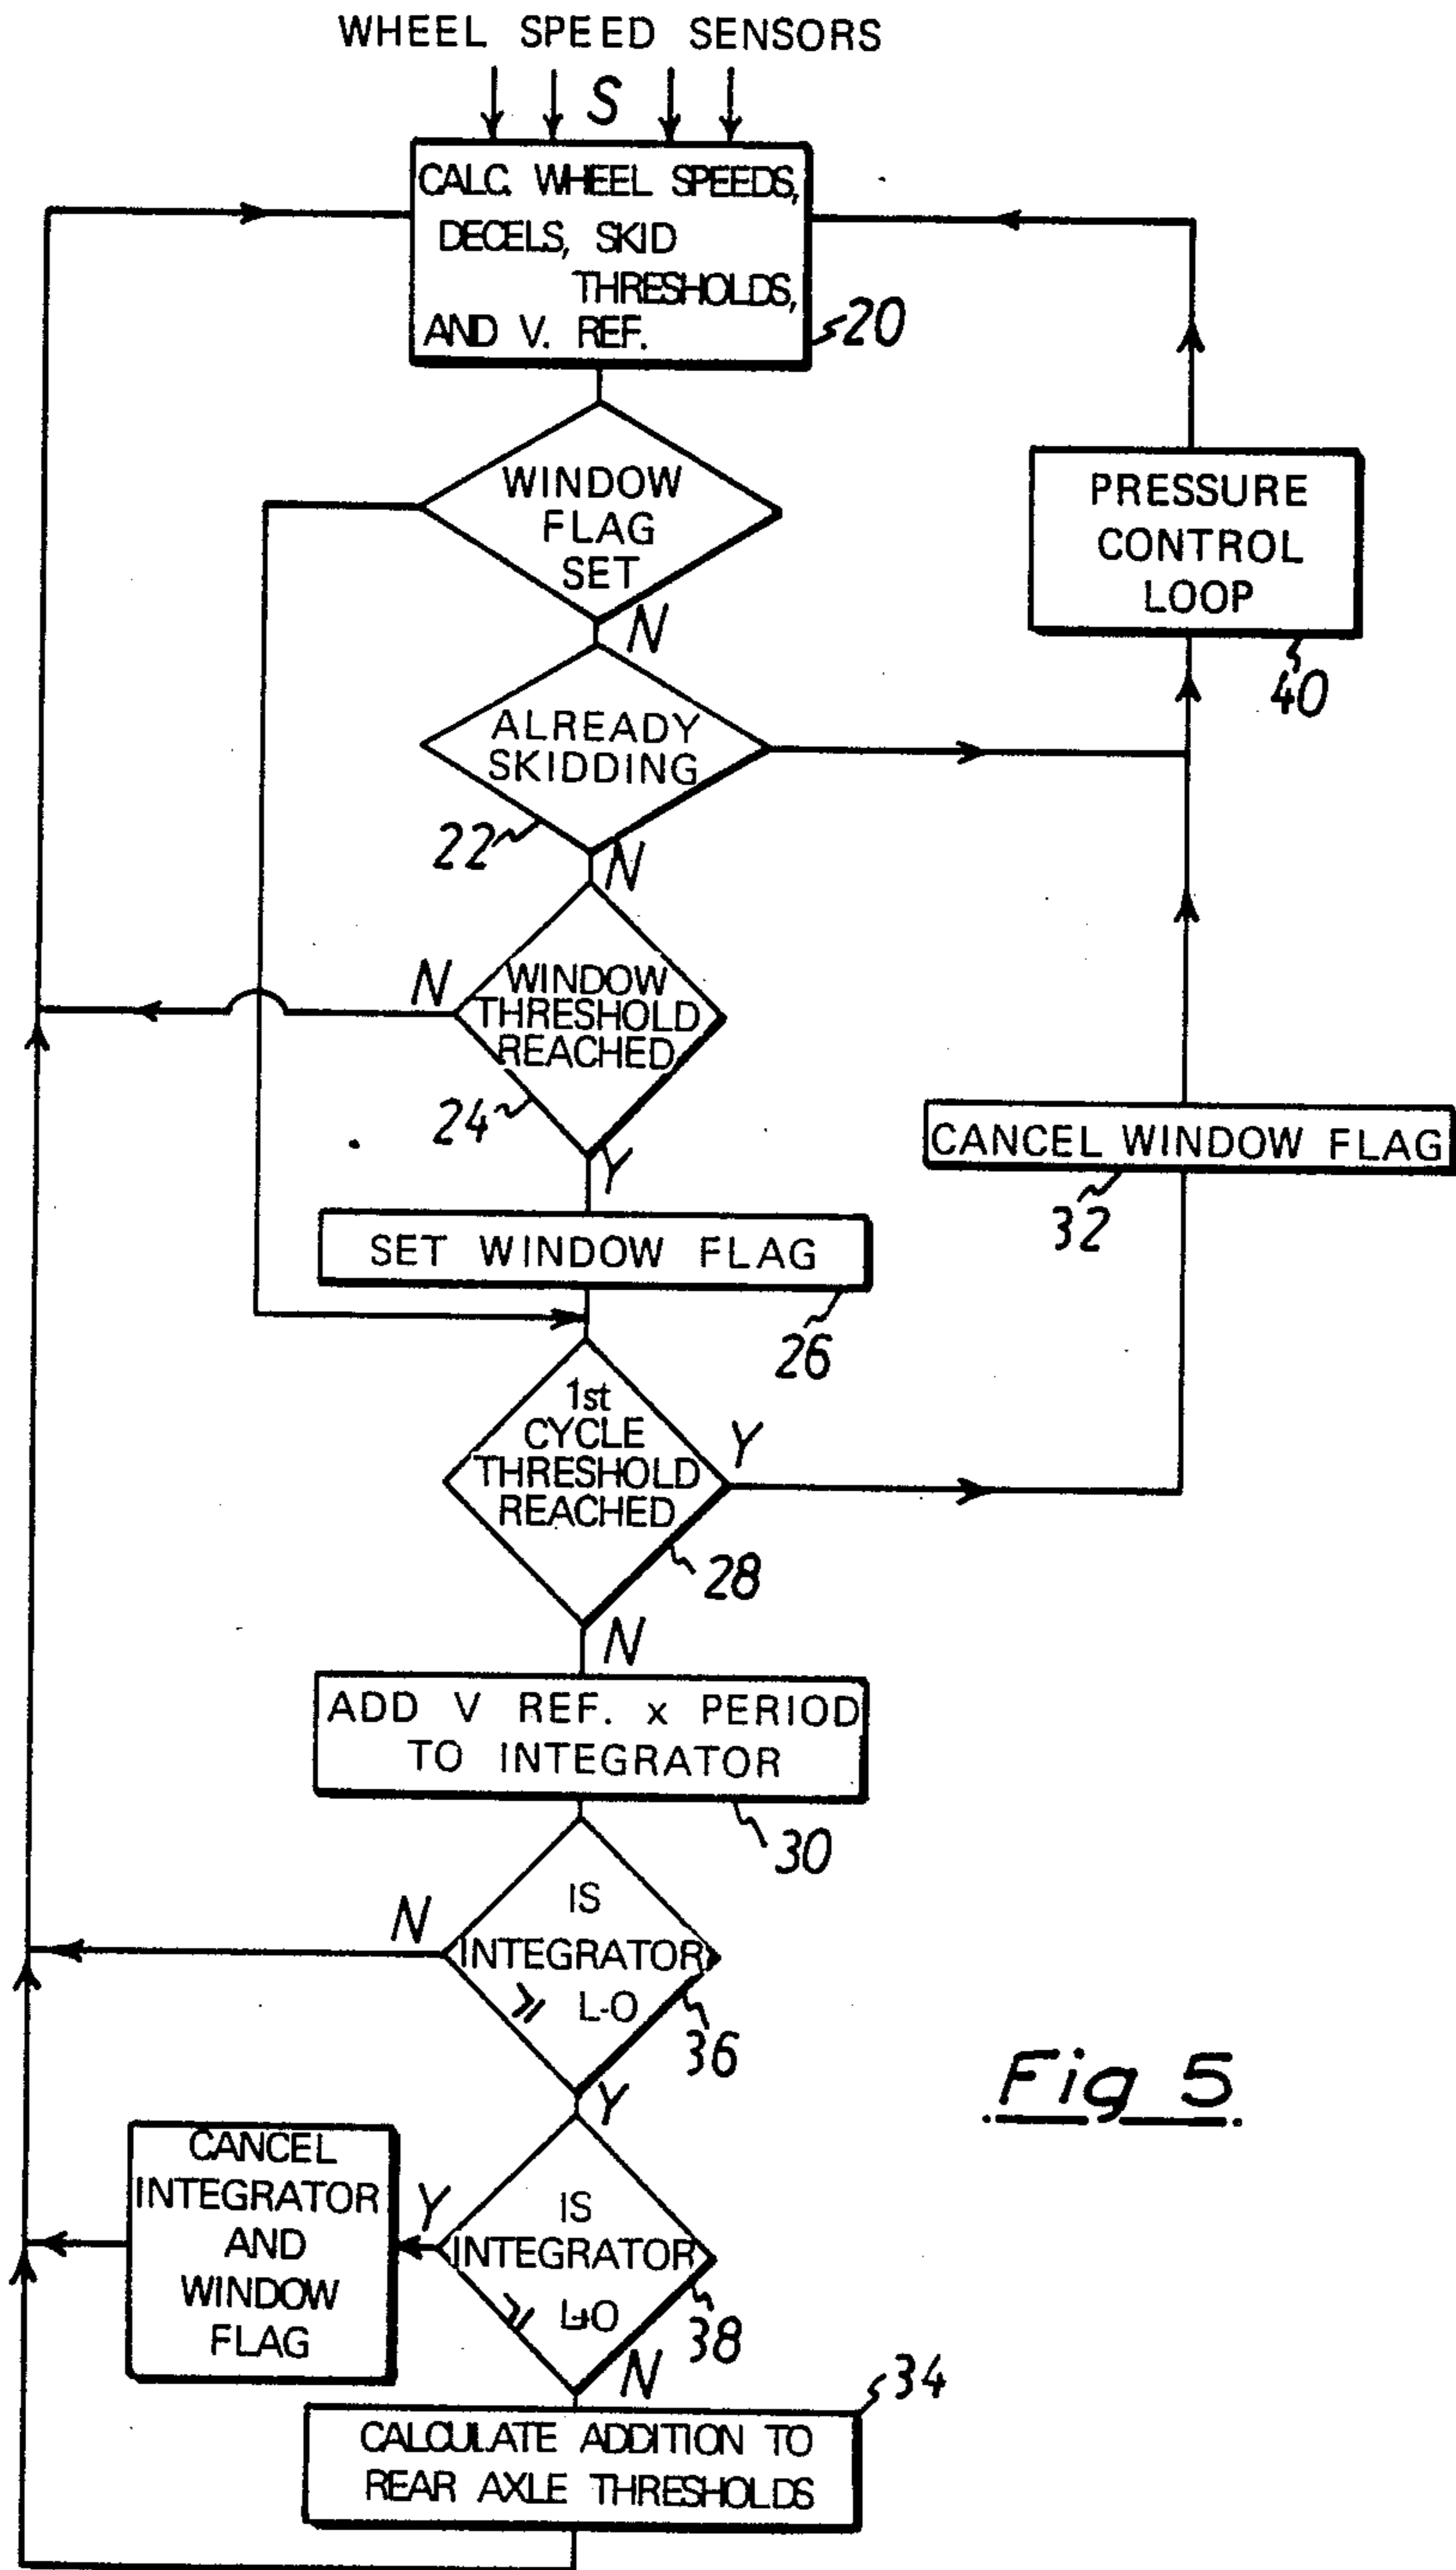 WHEEL SPEED SENSORS
S
CALC. WHEEL SPEEDS,
DECELS, SKID
THRESHOLDS,
AND V. REF.
20
WINDOW
FLAG
SET
N
PRESSURE
CONTROL
LOOP
40
ALREADY
SKIDDING
22
N
WINDOW
THRESHOLD
REACHED
N
24
Y
CANCEL WINDOW FLAG
32
SET WINDOW FLAG
26
1st
CYCLE
THRESHOLD
REACHED
Y
28
N
ADD V REF. x PERIOD
TO INTEGRATOR
30
IS
INTEGRATOR
⩾ L-O
N
36
Y
Fig 5
CANCEL
INTEGRATOR
AND
WINDOW
FLAG
Y
IS
INTEGRATOR
⩾ L+O
38
N
34
CALCULATE ADDITION TO
REAR AXLE THRESHOLDS